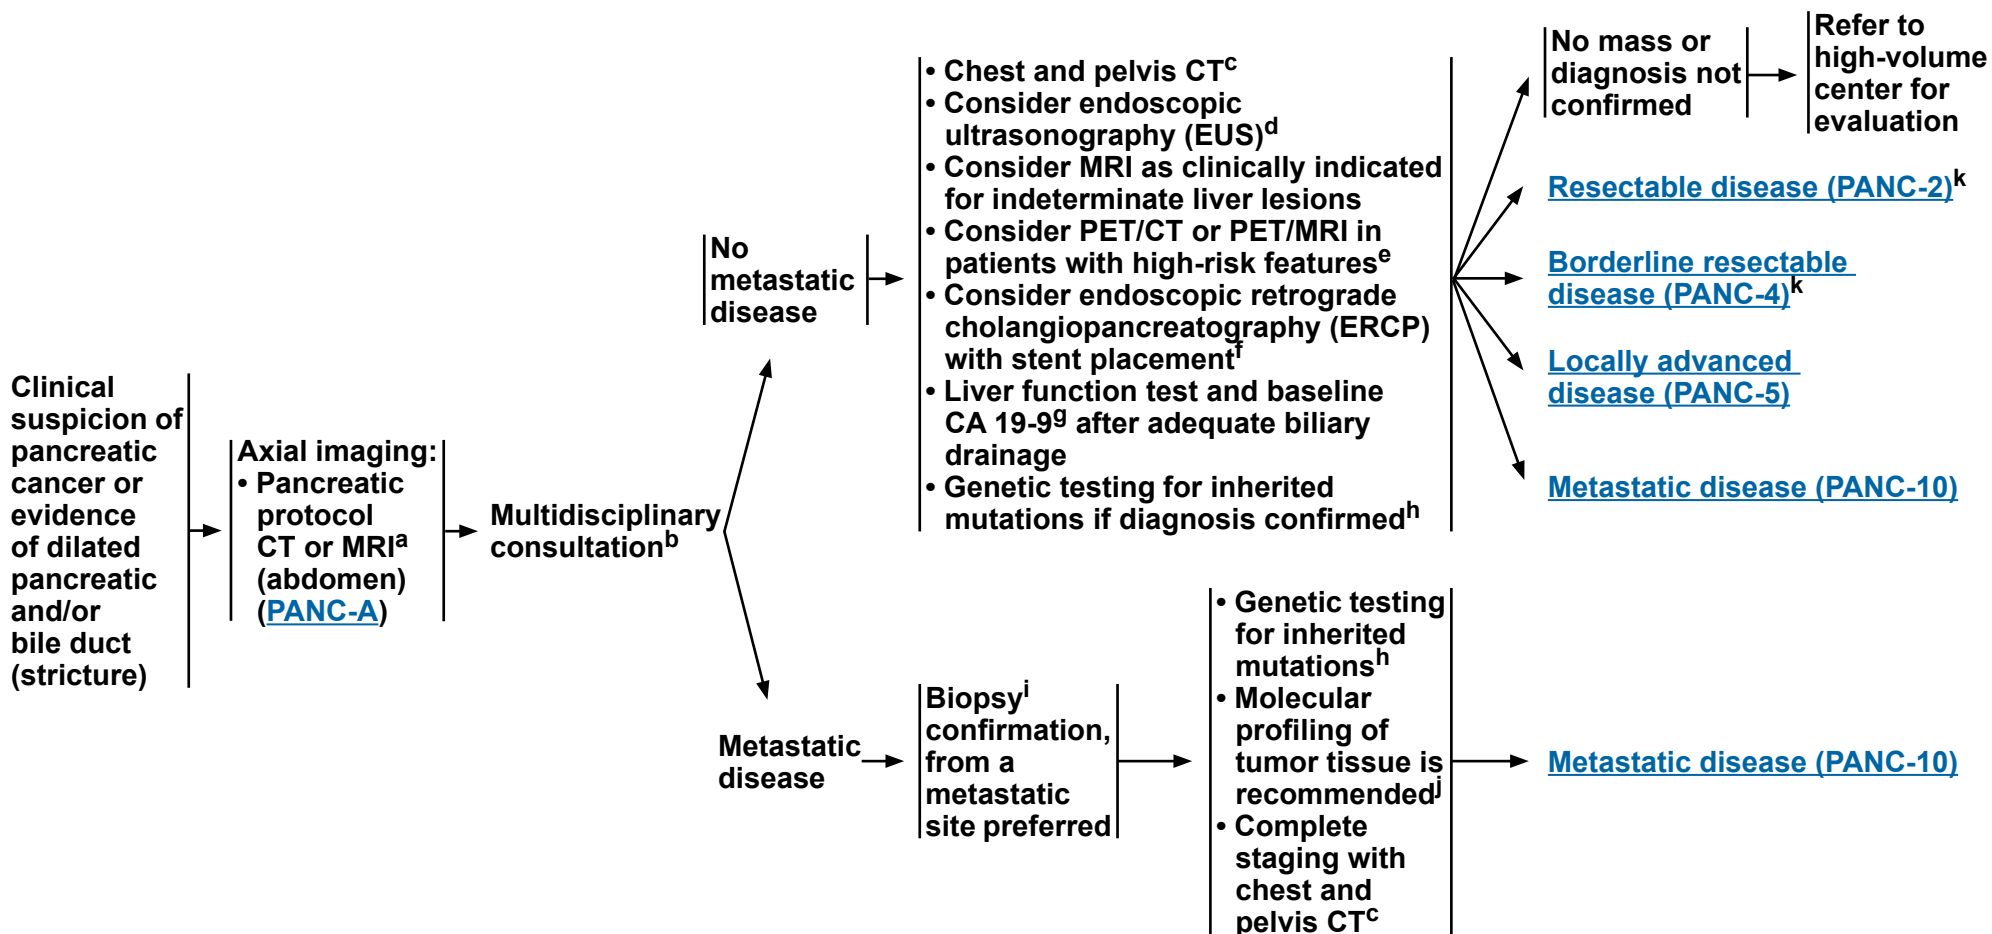 Clinical
suspicion of
pancreatic
cancer or
evidence
of dilated
pancreatic
and/or
bile duct
(stricture)
Axial imaging:
• Pancreatic
protocol
CT or MRIa
(abdomen)
(PANC-A)
Multidisciplinary
consultationb
No
metastatic
disease
• Chest and pelvis CTc
• Consider endoscopic
ultrasonography (EUS)d
• Consider MRI as clinically indicated
for indeterminate liver lesions
• Consider PET/CT or PET/MRI in
patients with high-risk featurese
• Consider endoscopic retrograde
cholangiopancreatography (ERCP)
with stent placementf
• Liver function test and baseline
CA 19-9g after adequate biliary
drainage
• Genetic testing for inherited
mutations if diagnosis confirmedh
No mass or
diagnosis not
confirmed
Refer to
high-volume
center for
evaluation
Resectable disease (PANC-2)k
Borderline resectable
disease (PANC-4)k
Locally advanced
disease (PANC-5)
Metastatic disease (PANC-10)
Metastatic
disease
Biopsyi
confirmation,
from a
metastatic
site preferred
• Genetic testing
for inherited
mutationsh
• Molecular
profiling of
tumor tissue is
recommendedj
• Complete
staging with
chest and
pelvis CTc
Metastatic disease (PANC-10)